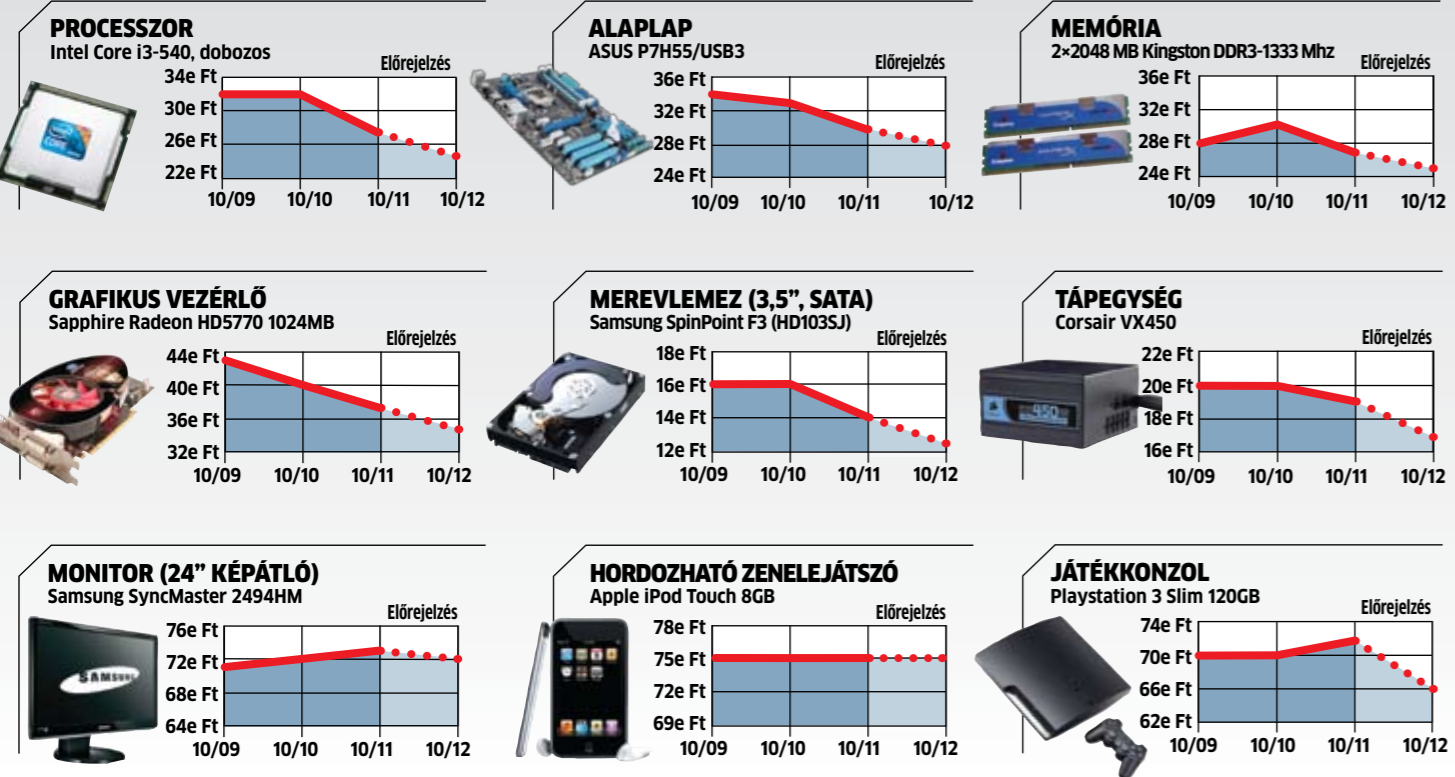 PROCESSZOR
Intel Core i3-540, dobozos
Előrejelzés
34e Ft
30e Ft
26e Ft
22e Ft
10/09 10/10 10/11 10/12
ALAPLAP
ASUS P7H55/USB3
Előrejelzés
36e Ft
32e Ft
28e Ft
24e Ft
10/09 10/10 10/11 10/12
MEMÓRIA
2×2048 MB Kingston DDR3-1333 Mhz
Előrejelzés
36e Ft
32e Ft
28e Ft
24e Ft
10/09 10/10 10/11 10/12
GRAFIKUS VEZÉRLŐ
Sapphire Radeon HD5770 1024MB
Előrejelzés
44e Ft
40e Ft
36e Ft
32e Ft
10/09 10/10 10/11 10/12
MEREVLEMEZ (3,5”, SATA)
Samsung SpinPoint F3 (HD103SJ)
Előrejelzés
18e Ft
16e Ft
14e Ft
12e Ft
10/09 10/10 10/11 10/12
TÁPEGYSÉG
Corsair VX450
Előrejelzés
22e Ft
20e Ft
18e Ft
16e Ft
450
10/09 10/10 10/11 10/12
MONITOR (24” KÉPÁTLÓ)
Samsung SyncMaster 2494HM
Előrejelzés
76e Ft
72e Ft
68e Ft
64e Ft
SAMSUNG
10/09 10/10 10/11 10/12
HORDOZHATÓ ZENELEJÁTSZÓ
Apple iPod Touch 8GB
Előrejelzés
78e Ft
75e Ft
72e Ft
69e Ft
10/09 10/10 10/11 10/12
JÁTÉKKONZOL
Playstation 3 Slim 120GB
Előrejelzés
74e Ft
70e Ft
66e Ft
62e Ft
10/09 10/10 10/11 10/12